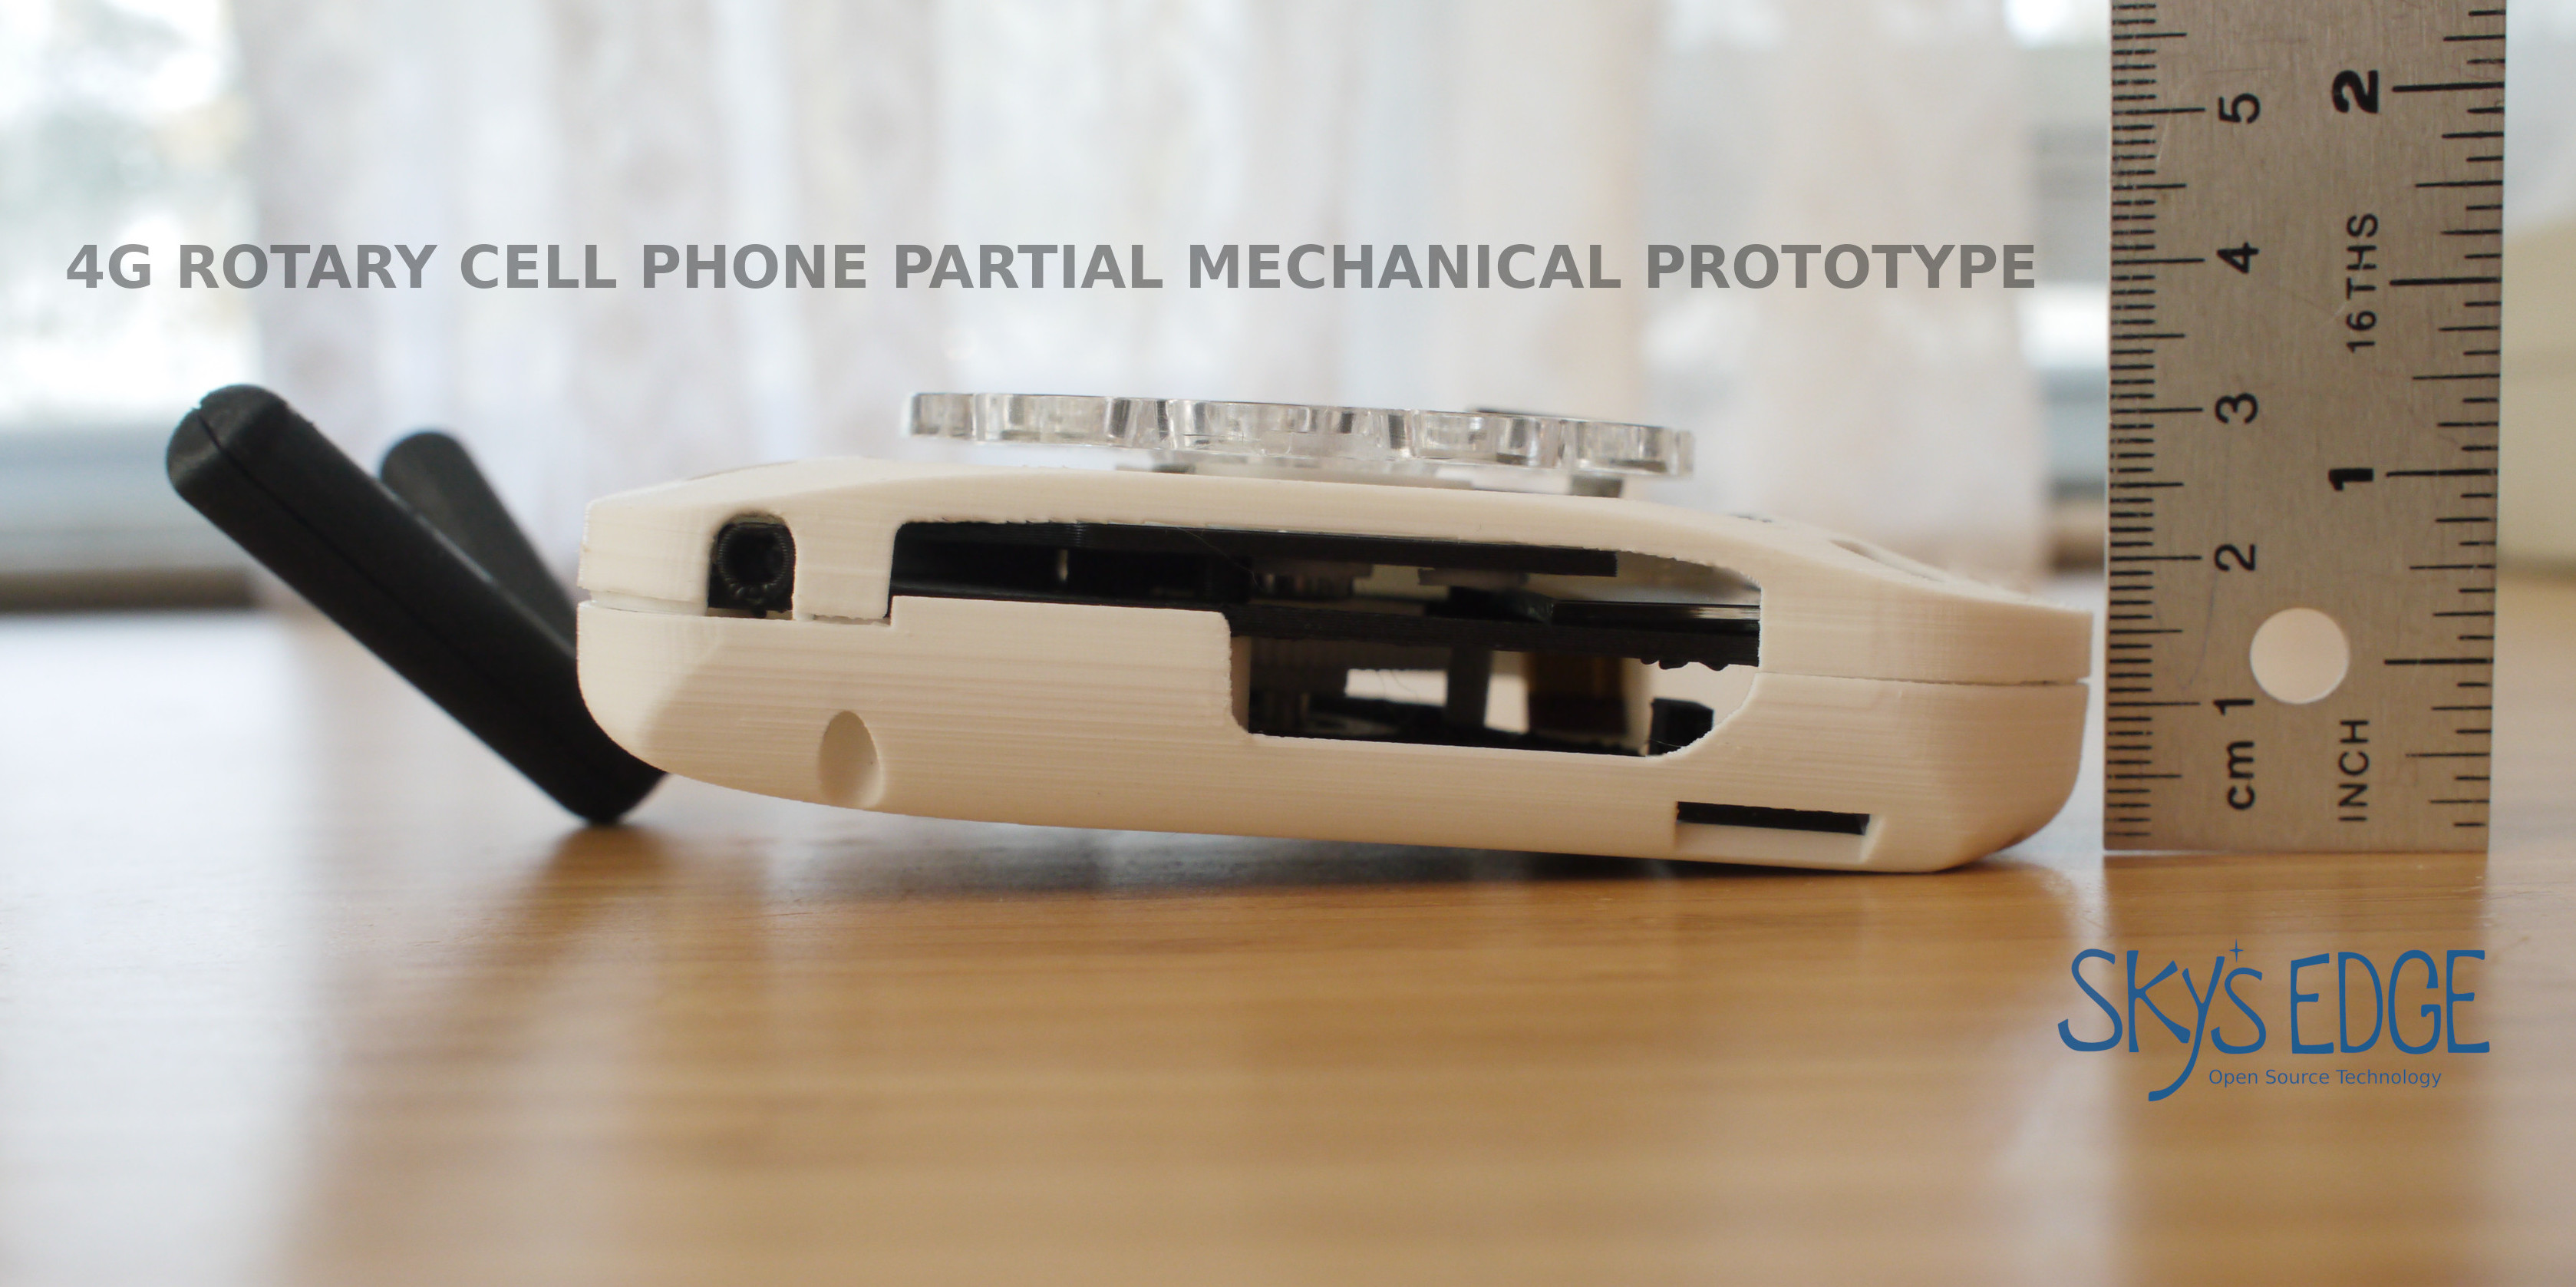 4G ROTARY CELL PHONE PARTIAL MECHANICAL PROTOTYPE
5
4
3
2
1
cm
2
16THS
1
INCH
SKY'S EDGE
Open Source Technology